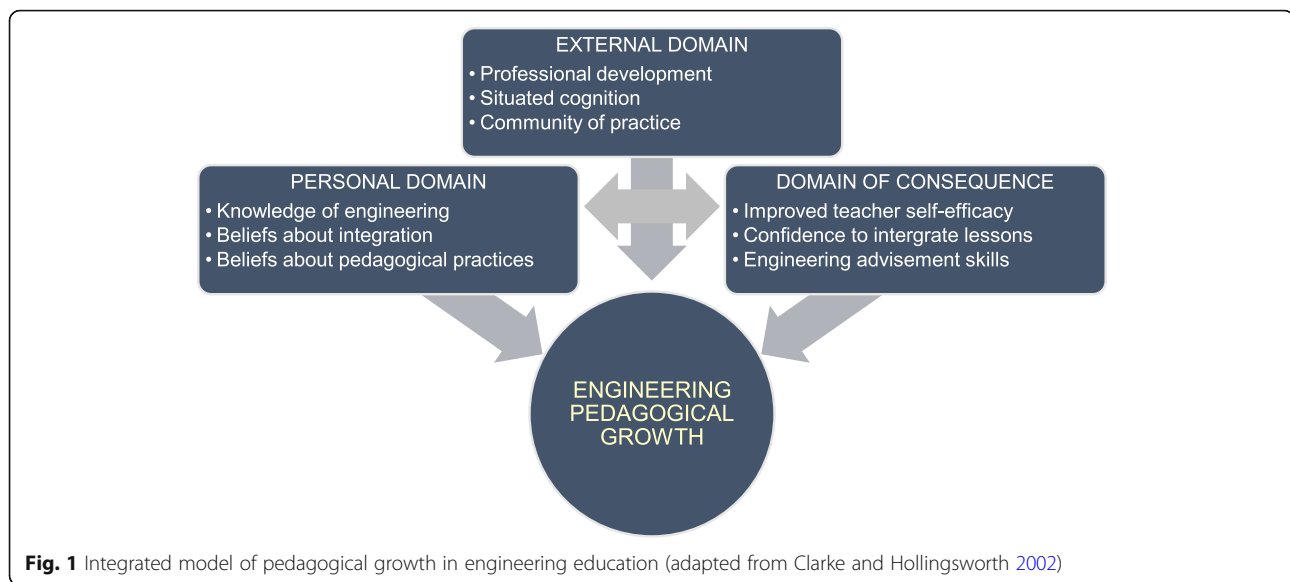 EXTERNAL DOMAIN
• Professional development
• Situated cognition
• Community of practice
PERSONAL DOMAIN
• Knowledge of engineering
• Beliefs about integration
• Beliefs about pedagogical practices
DOMAIN OF CONSEQUENCE
• Improved teacher self-efficacy
• Confidence to intergrate lessons
• Engineering advisement skills
ENGINEERING
PEDAGOGICAL
GROWTH
Fig. 1 Integrated model of pedagogical growth in engineering education (adapted from Clarke and Hollingsworth 2002)